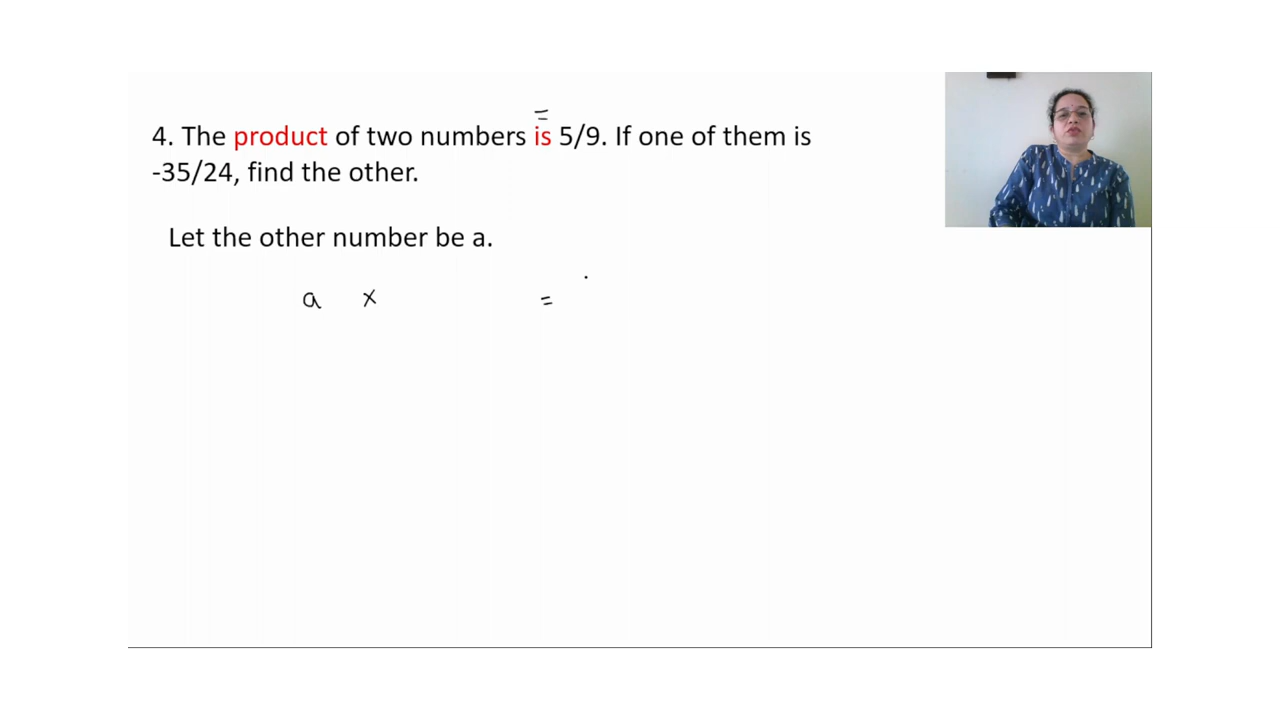 4. The product of two numbers is 5/9. If one of them is
-35/24, find the other.
Let the other number be a.
a x =